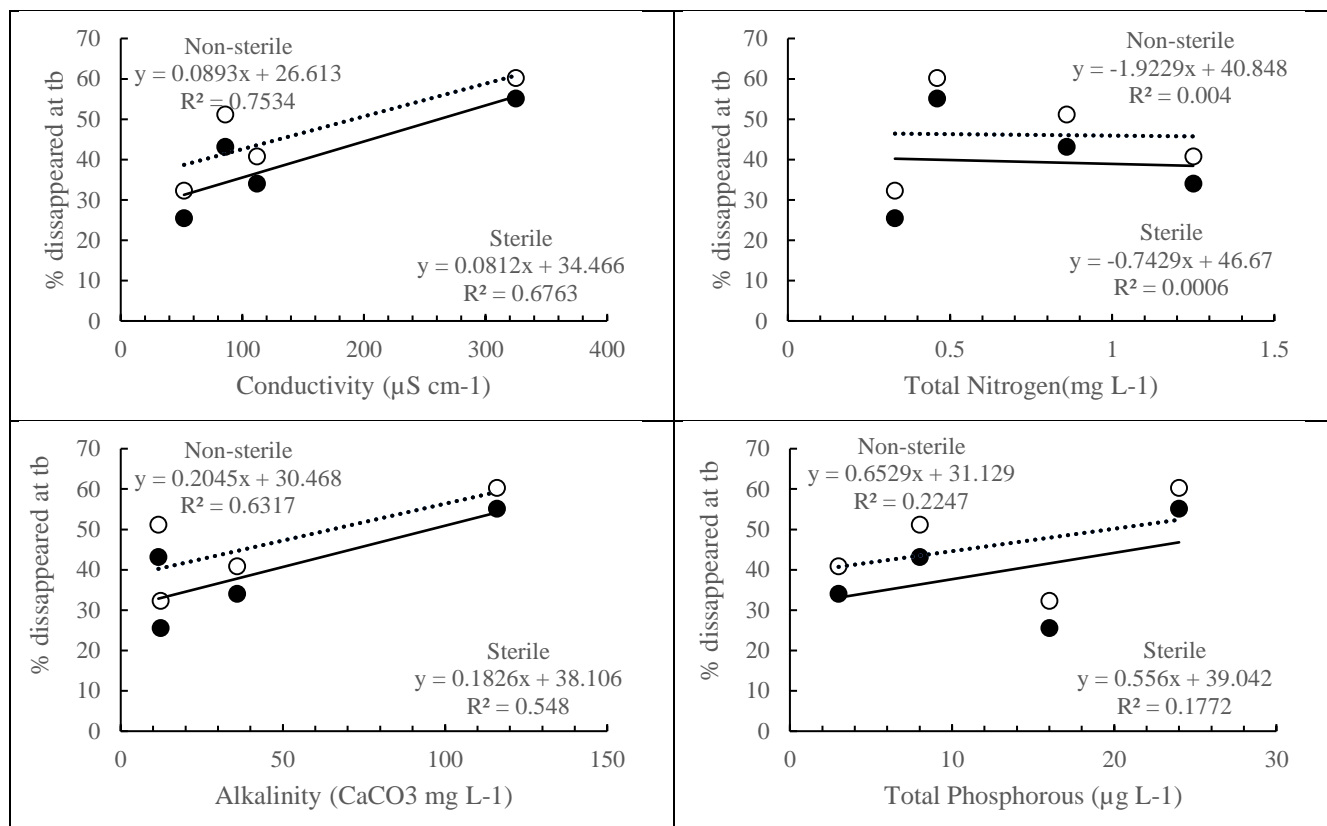 % dissappeared at tb
70
60
50
40
30
20
10
0
Non-sterile
y = 0.0893x + 26.613
R² = 0.7534
Sterile
y = 0.0812x + 34.466
R² = 0.6763
0 100 200 300 400
Conductivity (µS cm-1)
% dissappeared at tb
70
60
50
40
30
20
10
0
Non-sterile
y = -1.9229x + 40.848
R² = 0.004
Sterile
y = -0.7429x + 46.67
R² = 0.0006
0 0.5 1 1.5
Total Nitrogen(mg L-1)
% dissappeared at tb
70
60
50
40
30
20
10
0
Non-sterile
y = 0.2045x + 30.468
R² = 0.6317
Sterile
y = 0.1826x + 38.106
R² = 0.548
0 50 100 150
Alkalinity (CaCO3 mg L-1)
% dissappeared at tb
70
60
50
40
30
20
10
0
Non-sterile
y = 0.6529x + 31.129
R² = 0.2247
Sterile
y = 0.556x + 39.042
R² = 0.1772
0 10 20 30
Total Phosphorous (µg L-1)